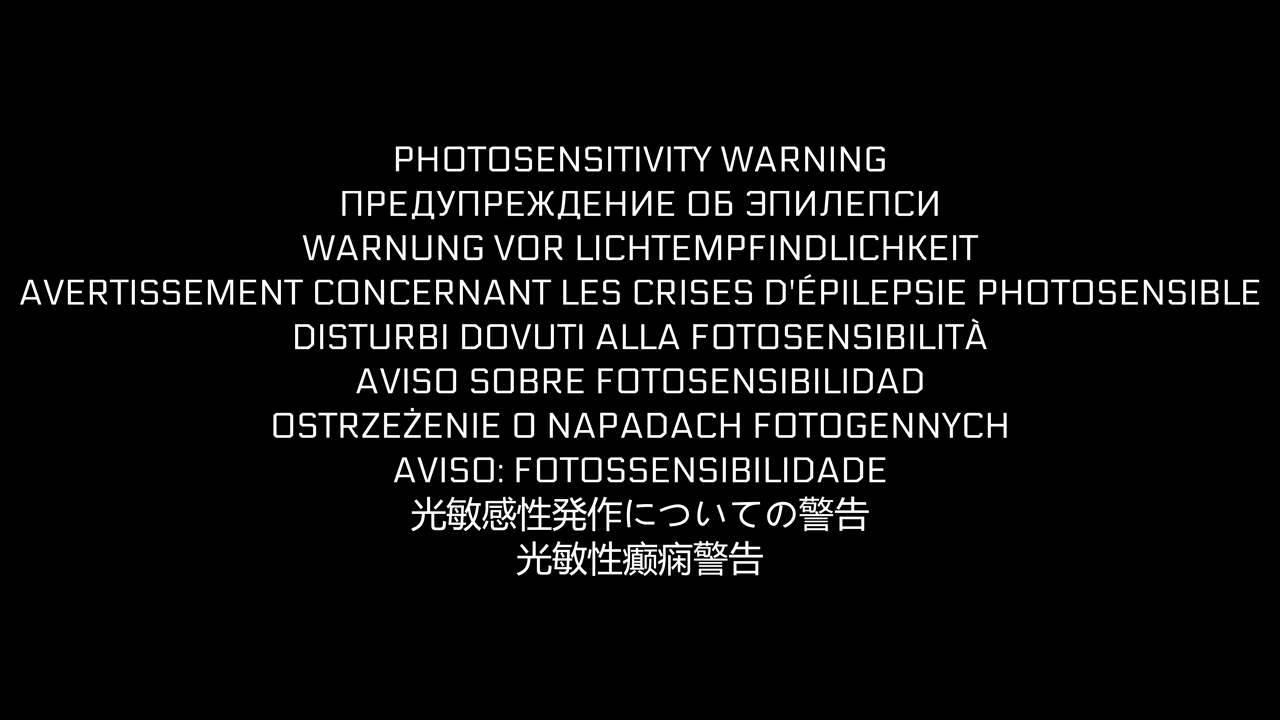 PHOTOSENSITIVITY WARNING
ПРЕДУПРЕЖДЕНИЕ ОБ ЭПИЛЕПСИ
WARNUNG VOR LICHTEMPFINDLICHKEIT
AVERTISSEMENT CONCERNANT LES CRISES D'ÉPILEPSIE PHOTOSENSIBLE
DISTURBI DOVUTI ALLA FOTOSENSIBILITÀ
AVISO SOBRE FOTOSENSIBILIDAD
OSTRZEŻENIE O NAPADACH FOTOGENNYCH
AVISO: FOTOSSENSIBILIDADE
光敏感性発作についての警告
光敏性癫痫警告